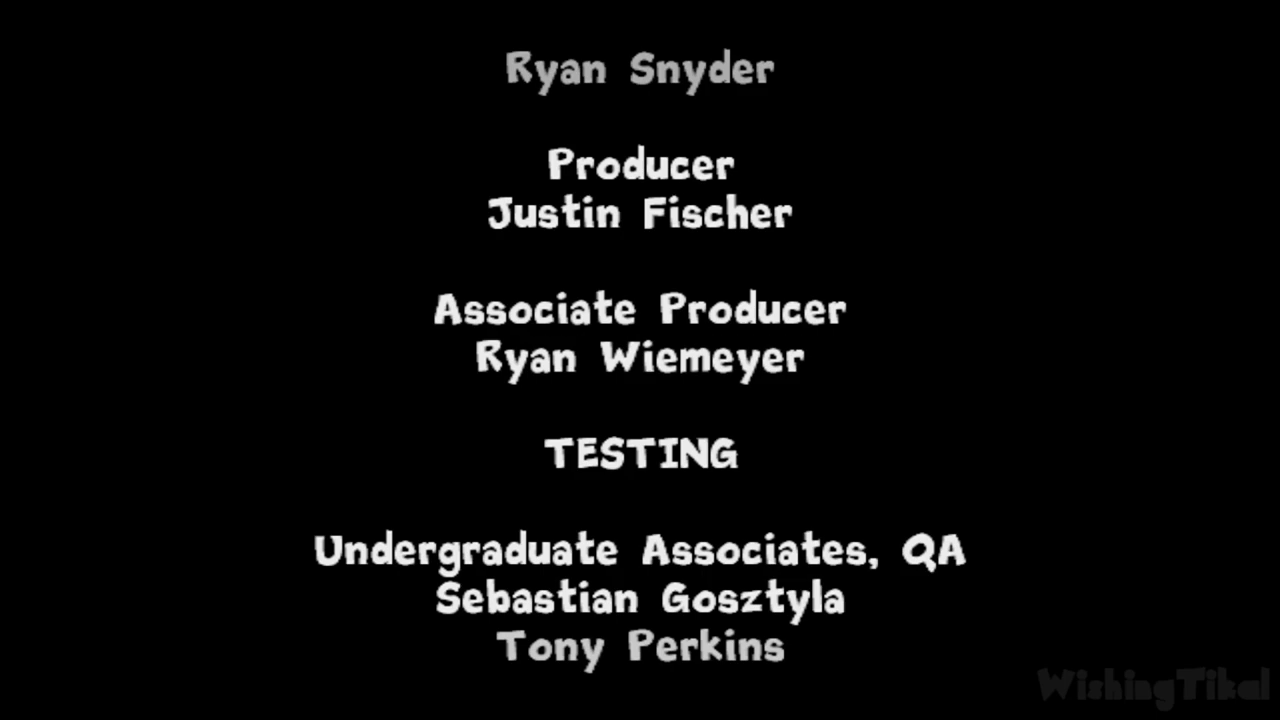 Ryan Snyder
Producer
Justin Fischer
Associate Producer
Ryan Wiemeyer
TESTING
Undergraduate Associates, QA
Sebastian Gosztyla
Tony Perkins
WishingTikal